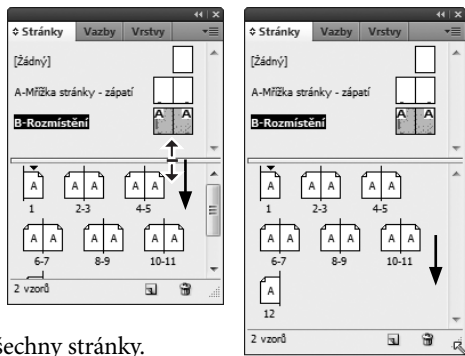 Stránky Vazby Vrstvy
[Žádný]
A-Mřížka stránky - zápatí
B-Rozmístění
A A
A A A A A
1 2-3 4-5
A A A A A A
6-7 8-9 10-11
2 vzorů
Stránky Vazby Vrstvy
[Žádný]
A-Mřížka stránky - zápatí
B-Rozmístění
A A
A A A A A
1 2-3 4-5
A A A A A A
6-7 8-9 10-11
A
12
2 vzorů
šechny stránky.